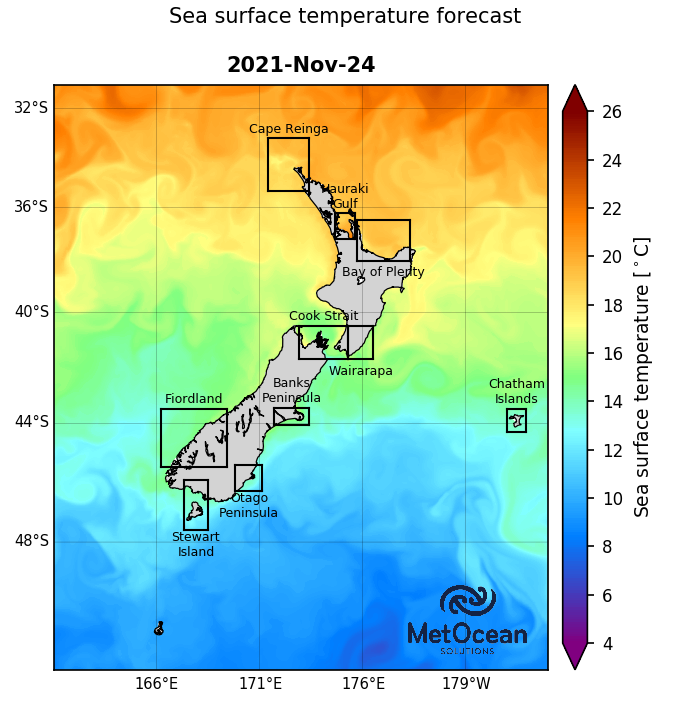 Sea surface temperature forecast
2021-Nov-24
32°S
36°S
40°S
44°S
48°S
Cape Reinga
Hauraki
Gulf
Bay of Plenty
Cook Strait
Wairarapa
Banks
Peninsula
Fiordland
Chatham
Islands
Otago
Peninsula
Stewart
Island
MetOcean
SOLUTIONS
166°E
171°E
176°E
179°W
26
24
22
20
18
16
14
12
10
8
6
4
Sea surface temperature [°C]